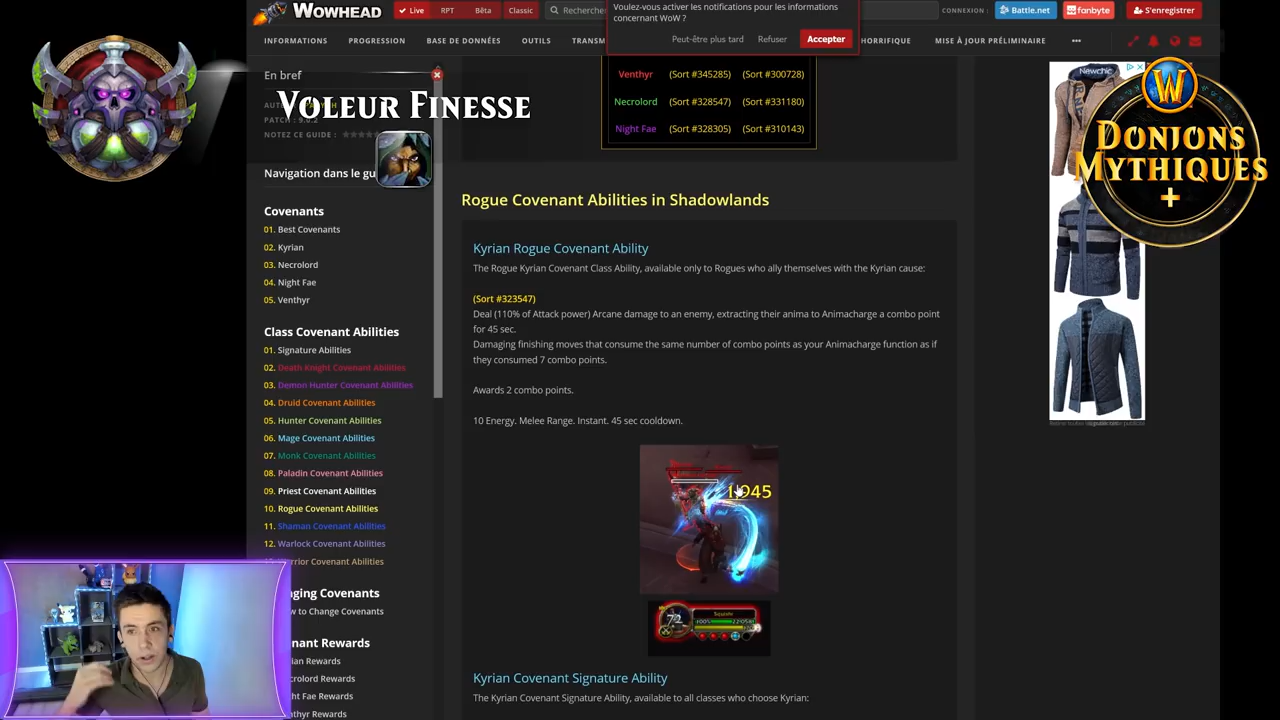 Voulez-vous activer les notifications pour les informations
concernant WoW ?
Peut-être plus tard Refuser Accepter
WOWHEAD
Live RPT Bêta Classic
CONNEXION : Battle.net fanbyte S'enregistrer
INFORMATIONS PROGRESSION BASE DE DONNÉES OUTILS HORRIFIQUE MISE À JOUR PRÉLIMINAIRE •••
En bref
VOLEUR FINESSE
PATCH : 9.0.2
NOTEZ CE GUIDE :
Navigation dans le gu
Covenants
01. Best Covenants
02. Kyrian
03. Necrolord
04. Night Fae
05. Venthyr
Class Covenant Abilities
01. Signature Abilities
02. Death Knight Covenant Abilities
03. Demon Hunter Covenant Abilities
04. Druid Covenant Abilities
05. Hunter Covenant Abilities
06. Mage Covenant Abilities
07. Monk Covenant Abilities
08. Paladin Covenant Abilities
09. Priest Covenant Abilities
10. Rogue Covenant Abilities
11. Shaman Covenant Abilities
12. Warlock Covenant Abilities
Covenant Abilities
Covenants
to Change Covenants
Rewards
Rewards
Necrolord Rewards
Fae Rewards
Venthyr Rewards
Venthyr (Sort #345285) (Sort #300728)
Necrolord (Sort #328547) (Sort #331180)
Night Fae (Sort #328305) (Sort #310143)
Rogue Covenant Abilities in Shadowlands
Kyrian Rogue Covenant Ability
The Rogue Kyrian Covenant Class Ability, available only to Rogues who ally themselves with the Kyrian cause:
(Sort #323547)
Deal (110% of Attack power) Arcane damage to an enemy, extracting their anima to Animacharge a combo point
for 45 sec.
Damaging finishing moves that consume the same number of combo points as your Animacharge function as if
they consumed 7 combo points.
Awards 2 combo points.
10 Energy. Melee Range. Instant. 45 sec cooldown.
Kyrian Covenant Signature Ability
The Kyrian Covenant Signature Ability, available to all classes who choose Kyrian:
Newchic
W
DONJONS
MYTHIQUES
+